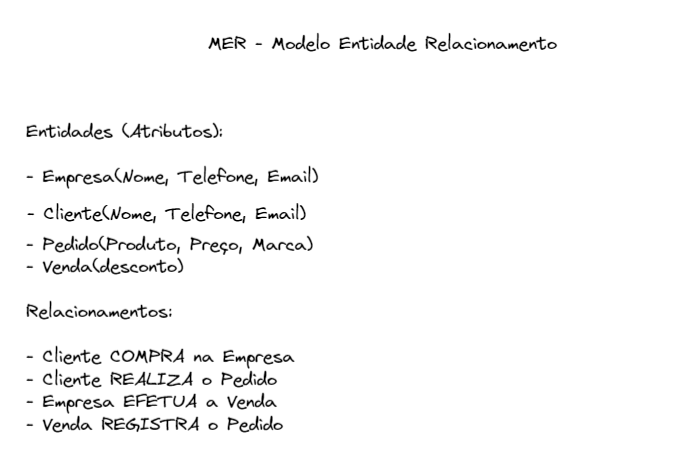 MER - Modelo Entidade Relacionamento
Entidades (Atributos):
- Empresa(Nome, Telefone, Email)
- Cliente(Nome, Telefone, Email)
- Pedido(Produto, Preço, Marca)
- Venda(desconto)
Relacionamentos:
- Cliente COMPRA na Empresa
- Cliente REALIZA o Pedido
- Empresa EFETUA a Venda
- Venda REGISTRA o Pedido